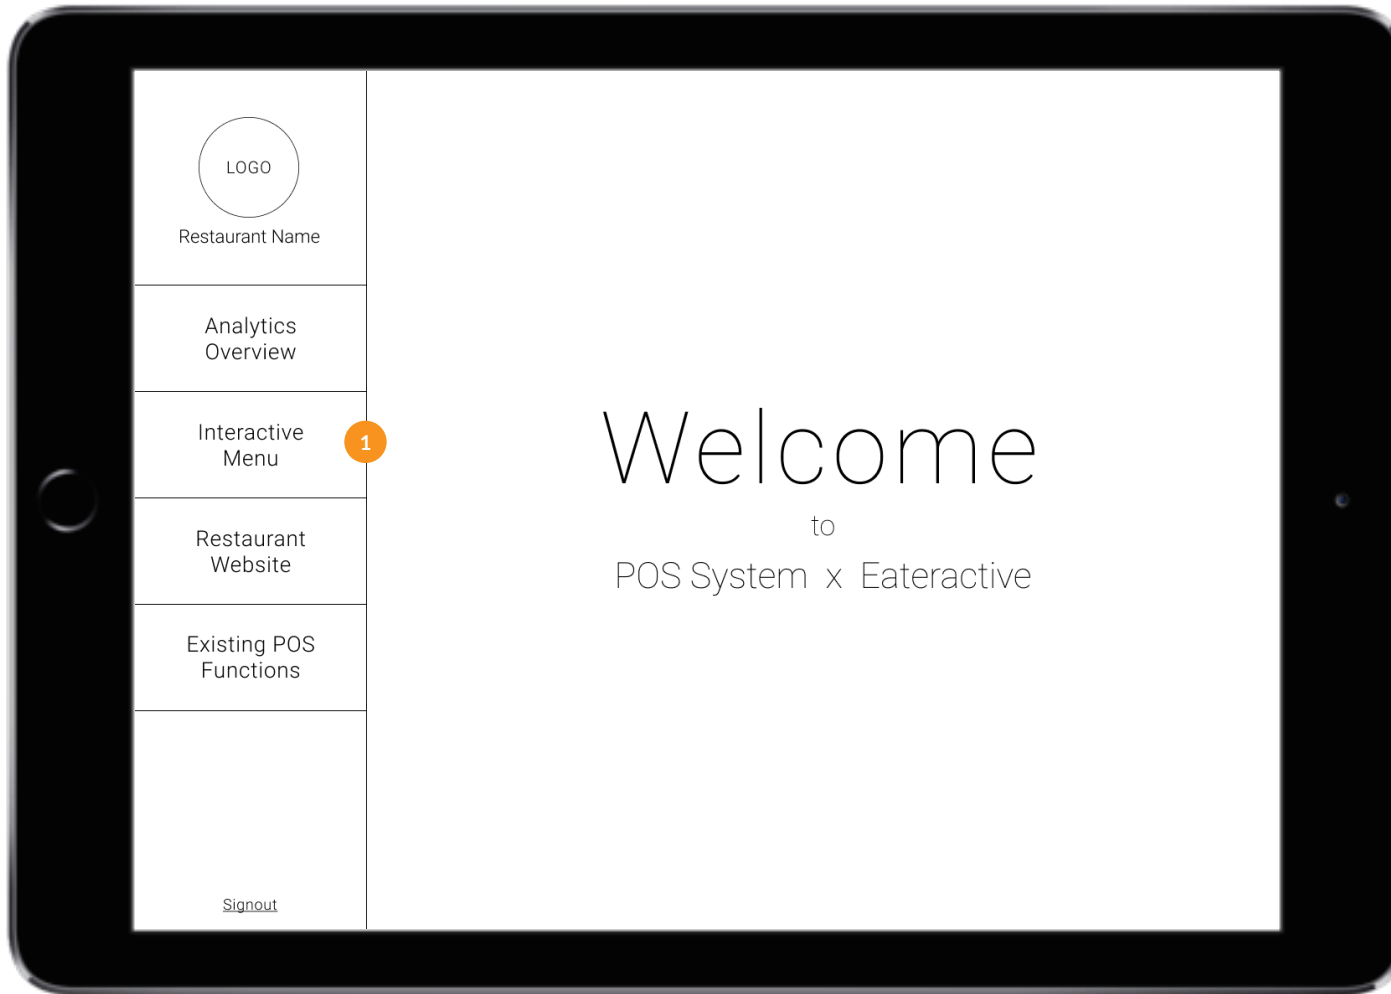 LOGO
Restaurant Name
Analytics
Overview
Interactive
Menu
1
Restaurant
Website
Existing POS
Functions
Signout
Welcome
to
POS System x Eateractive